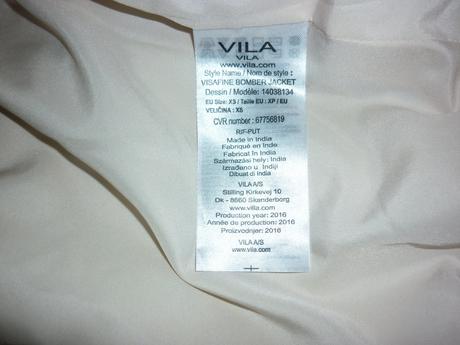 VILA
VILA
www.vila.com
Style Name / Nom de style :
VISAFINE BOMBER JACKET
Dessin / Modèle: 14038134
EU Size: XS / Taille EU : XP / EU
VELIČINA : XS
CVR number : 67756819
RIF-PUT
Made in India
Fabriqué en Inde
Fabricat în India
Származási hely: India
Izrađeno u Indiji
Dibuat di India
VILA A/S
Stilling Kirkevej 10
Dk - 8660 Skanderborg
www.vila.com
Production year: 2016
Année de production: 2016
Proizvodnjar: 2016
VILA A/S
www.vila.com